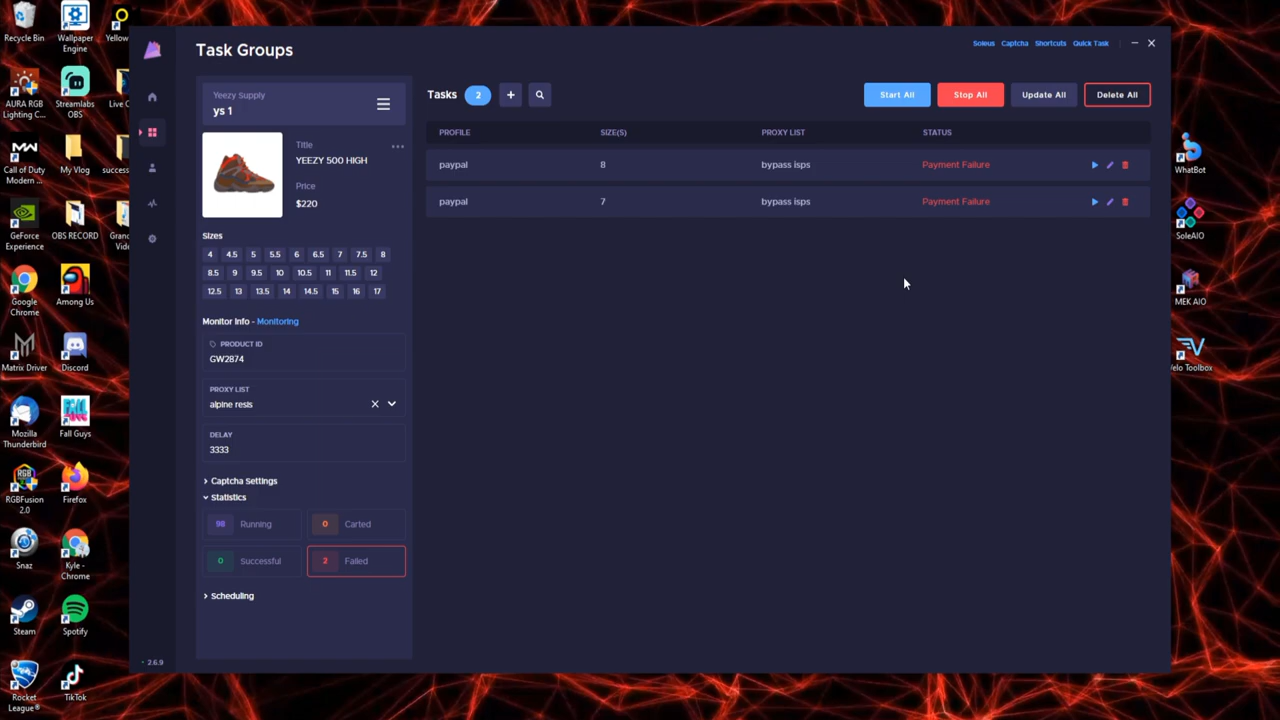 Recycle Bin
Wallpaper
Engine
Yellow
AURA RGB
Lighting C...
Streamlabs
OBS
Live C
Call of Duty
Modern ...
My Vlog
success
GeForce
Experience
OBS RECORD
Grand
Vide
Google
Chrome
Among Us
Matrix Driver
Discord
Mozilla
Thunderbird
Fall Guys
RGBFusion
2.0
Firefox
Snaz
Kyle -
Chrome
Steam
Spotify
Rocket
League®
TikTok
Task Groups
Soleus
Captcha
Shortcuts
Quick Task
Yeezy Supply
ys 1
Title
YEEZY 500 HIGH
Price
$220
Sizes
4 4.5 5 5.5 6 6.5 7 7.5 8
8.5 9 9.5 10 10.5 11 11.5 12
12.5 13 13.5 14 14.5 15 16 17
Monitor Info - Monitoring
PRODUCT ID
GW2874
PROXY LIST
alpine resis
DELAY
3333
Captcha Settings
Statistics
98 Running
0 Carted
0 Successful
2 Failed
Scheduling
2.6.9
Tasks 2
Start All
Stop All
Update All
Delete All
PROFILE SIZE(S) PROXY LIST STATUS
paypal 8 bypass isps Payment Failure
paypal 7 bypass isps Payment Failure
WhatBot
SoleAIO
MEK AIO
Velo Toolbox